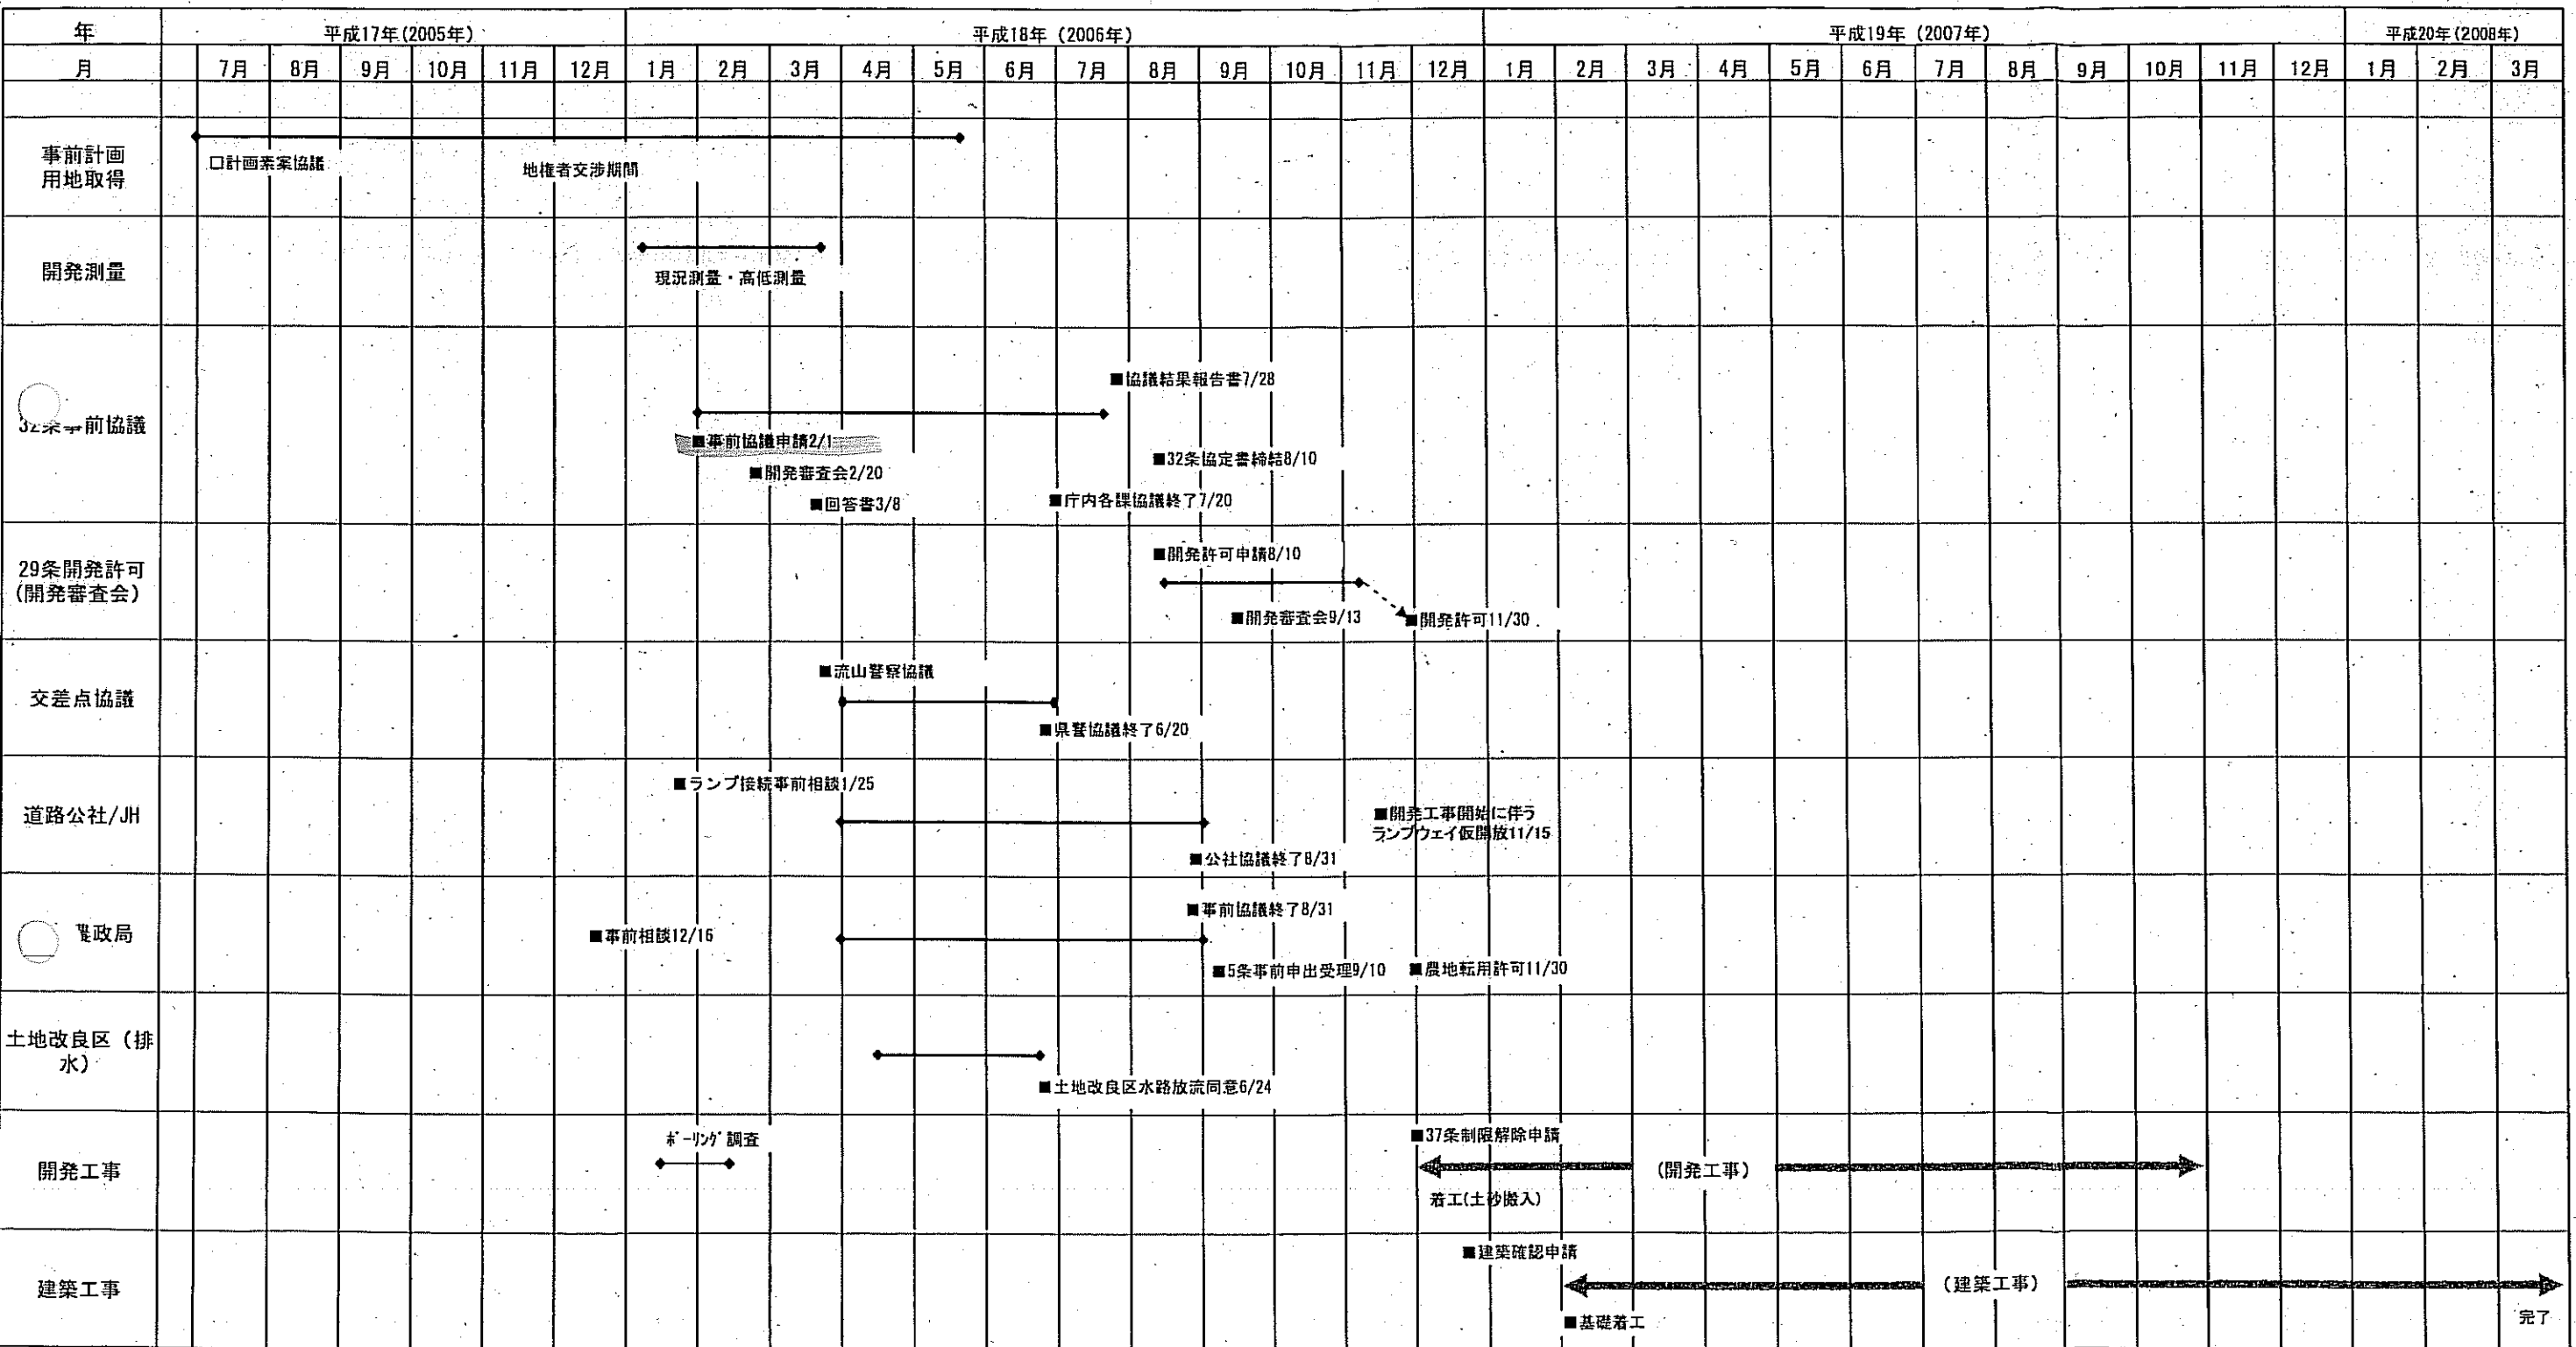 年 平成17年(2005年) 平成18年(2006年) 平成19年(2007年) 平成20年(2008年)
月 7月 8月 9月 10月 11月 12月 1月 2月 3月 4月 5月 6月 7月 8月 9月 10月 11月 12月 1月 2月 3月 4月 5月 6月 7月 8月 9月 10月 11月 12月 1月 2月 3月
事前計画
用地取得
口計画素案協議
地権者交渉期間
開発測量
現況測量・高低測量
32条事前協議
■協議結果報告書7/28
■事前協議申請2/1
■32条協定書締結8/10
■開発審査会2/20
■回答書3/8
■庁内各課協議終了7/20
29条開発許可
(開発審査会)
■開発許可申請8/10
■開発審査会9/13
■開発許可11/30
交差点協議
■流山警察協議
■県警協議終了6/20
道路公社/JH
■ランプ接続事前相談1/25
■開発工事開始に伴う
ランプウェイ仮開放11/15
■公社協議終了8/31
農政局
■事前協議終了8/31
■事前相談12/16
■5条事前申出受理9/10
■農地転用許可11/30
土地改良区(排
水)
■土地改良区水路放流同意6/24
開発工事
ボーリング調査
■37条制限解除申請
(開発工事)
着工(土砂搬入)
建築工事
■建築確認申請
(建築工事)
■基礎着工
完了